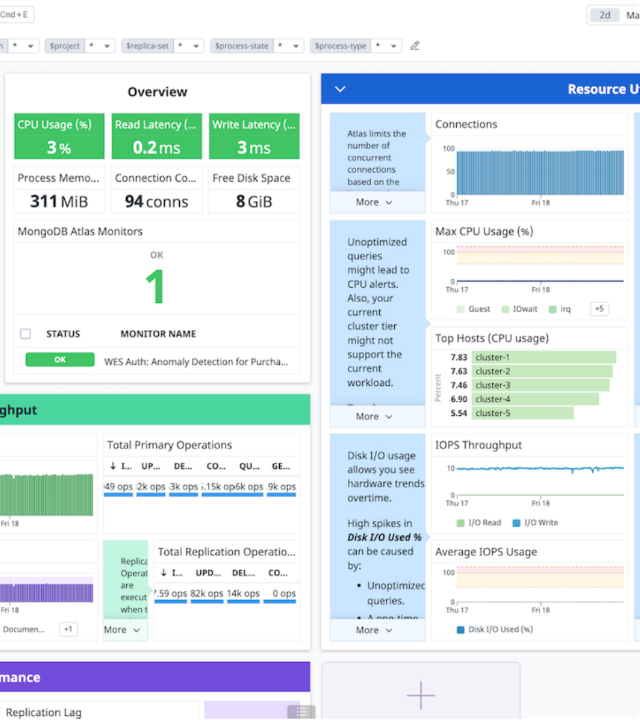 Cmd+E
2d Ma
n * $project * $replica-set * $process-state * $process-type *
Overview
CPU Usage (%)
3 %
Read Latency (...
0.2 ms
Write Latency (...
3 ms
Process Memo...
311 MiB
Connection Co...
94 conns
Free Disk Space
8 GiB
MongoDB Atlas Monitors
OK
1
STATUS MONITOR NAME
OK WES Auth: Anomaly Detection for Purcha...
ghput
Fri 18
Total Primary Operations
↓ I... UP... DE... CO... QU... GE...
49 ops 2k ops 3k ops .15k op 6k ops .9k ops
Fri 18
Documen... +1
Replica
Operat
are
execut
when t
More
Total Replication Operatio...
↓ I... UPD... DEL... CO...
7.59 ops 82k ops 14k ops 0 ops
mance
Replication Lag
Resource U
Atlas limits the
number of
concurrent
connections
based on the
More
Connections
100
50
0
Thu 17 Fri 18
Unoptimized
queries
might lead to
CPU alerts.
Also, your
current
cluster tier
might not
support the
current
workload.
More
Max CPU Usage (%)
100
0
Thu 17 Fri 18
Guest IOwait irq +5
Top Hosts (CPU usage)
Percent
7.83 cluster-1
7.63 cluster-2
7.46 cluster-3
6.90 cluster-4
5.54 cluster-5
Disk I/O usage
allows you see
hardware trends
overtime.
High spikes in
Disk I/O Used %
can be caused
by:
• Unoptimized
queries.
More
IOPS Throughput
10
0
Thu 17 Fri 18
I/O Read I/O Write
Average IOPS Usage
100
0
Thu 17 Fri 18
Disk I/O Used (%)